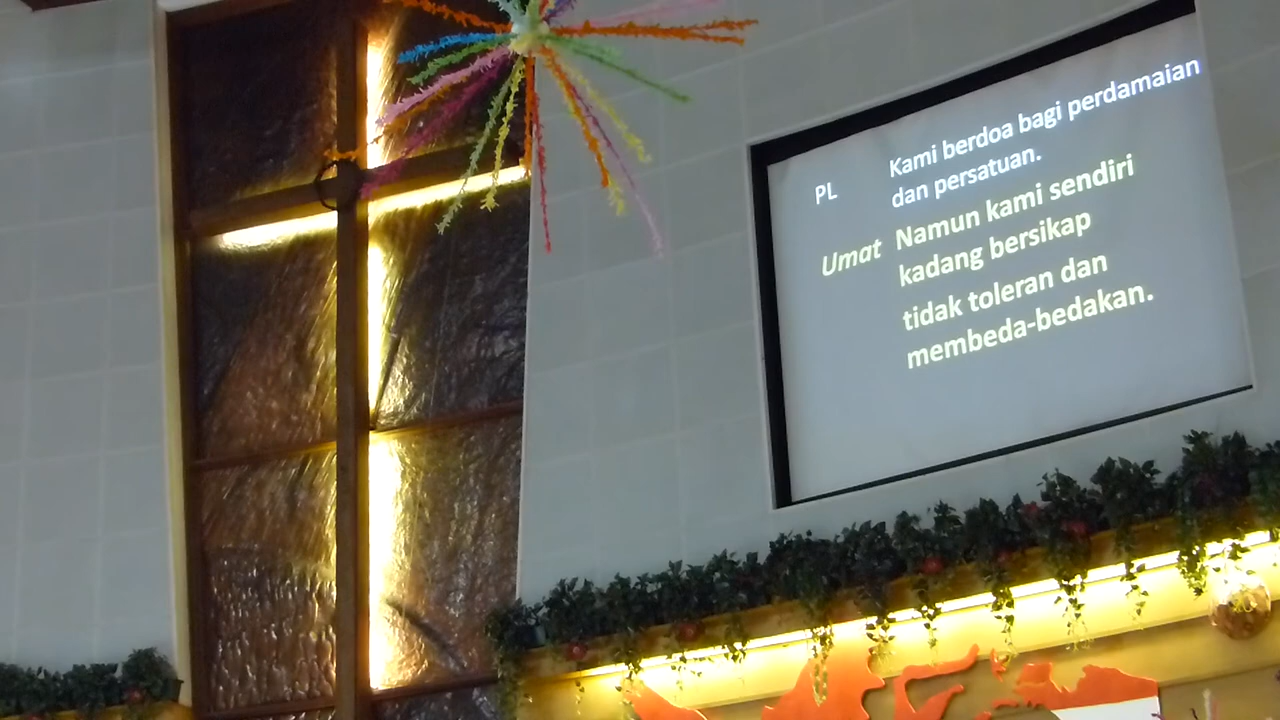 PL Kami berdoa bagi perdamaian
dan persatuan.
Umat Namun kami sendiri
kadang bersikap
tidak toleran dan
membeda-bedakan.